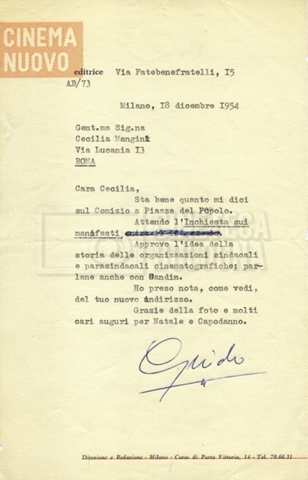 CINEMA
NUOVO
editrice Via Fatebenefratelli, 15
AB/73
Milano, 18 dicembre 1954
Gent.ma Sig.na
Cecilia Mangini
Via Lucania 13
ROMA
Cara Cecilia,
Sta bene quanto mi dici
sul Comizio a Piazza del Popolo.
Attendo l'Inchiesta sui
manifesti
Approvo l'idea della
storia delle organizzazioni sindacali
e parasindacali cinematografiche; par-
lane anche con Sandin.
Ho preso nota, come vedi,
del tuo nuovo indirizzo.
Grazie della foto e molti
cari auguri per Natale e Capodanno.
Guido
Direzione e Redazione - Milano - Corso di Porta Vittoria, 14 - Tel. 70.66.31